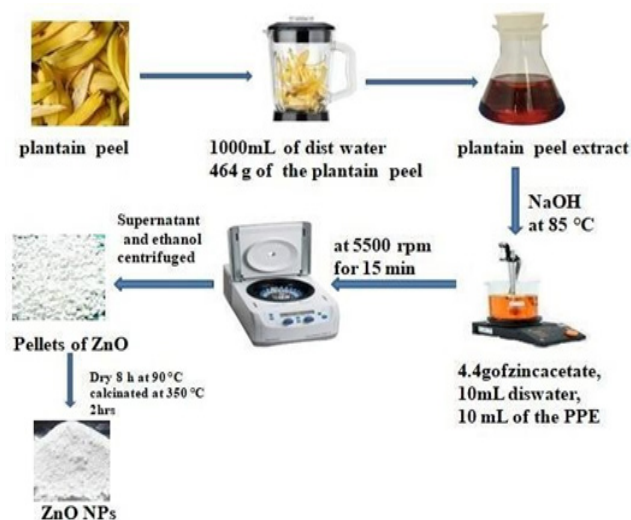 plantain peel
1000mL of dist water
464 g of the plantain peel
plantain peel extract
NaOH
at 85 °C
4.4gofzincacetate,
10mL diswater,
10 mL of the PPE
at 5500 rpm
for 15 min
Supernatant
and ethanol
centrifuged
Pellets of ZnO
Dry 8 h at 90°C
calcinated at 350 °C
2hrs
ZnO NPs